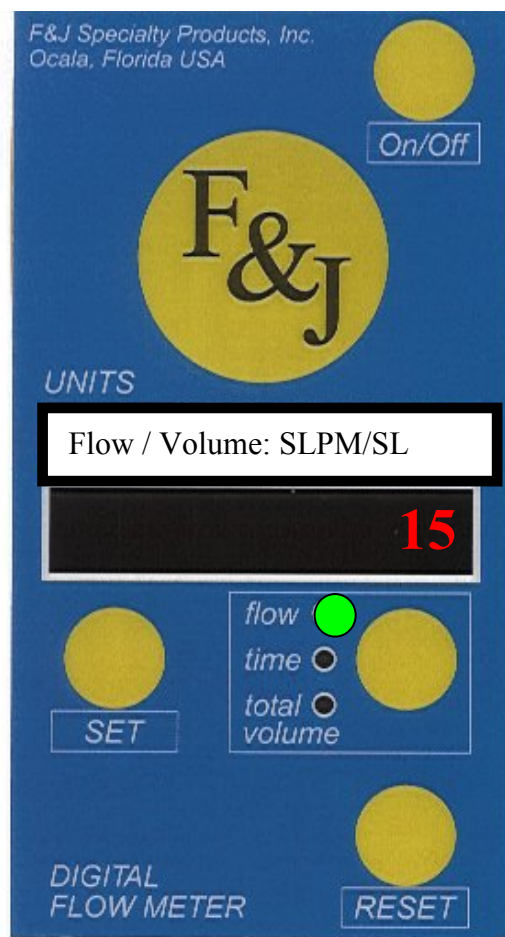 F&J Specialty Products, Inc.
Ocala, Florida USA
On/Off
F&J
UNITS
Flow / Volume: SLPM/SL
15
flow
time
total
volume
SET
DIGITAL
FLOW METER
RESET